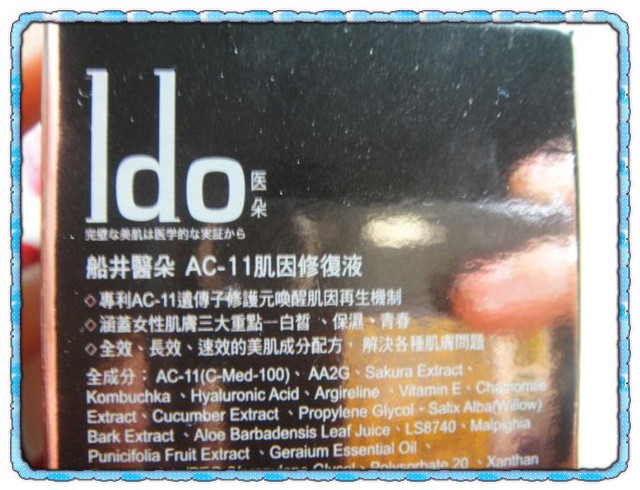 Ido 医朵
完璧な美肌は医学的な実証から
船井醫朵 AC-11肌因修復液
◇專利AC-11遺傳子修護元喚醒肌因再生機制
◇涵蓋女性肌膚三大重點─白皙、保濕、青春
◇全效、長效、速效的美肌成分配方，解決各種肌膚問題
全成分：AC-11(C-Med-100)、AA2G、Sakura Extract、
Kombuchka、Hyaluronic Acid、Argireline、Vitamin E、Chamomile
Extract、Cucumber Extract、Propylene Glycol、Salix Alba(Willow)
Bark Extract、Aloe Barbadensis Leaf Juice、LS8740、Malpighia
Punicifolia Fruit Extract、Geraium Essential Oil、
Glycol、Polysorbate 20、Xanthan